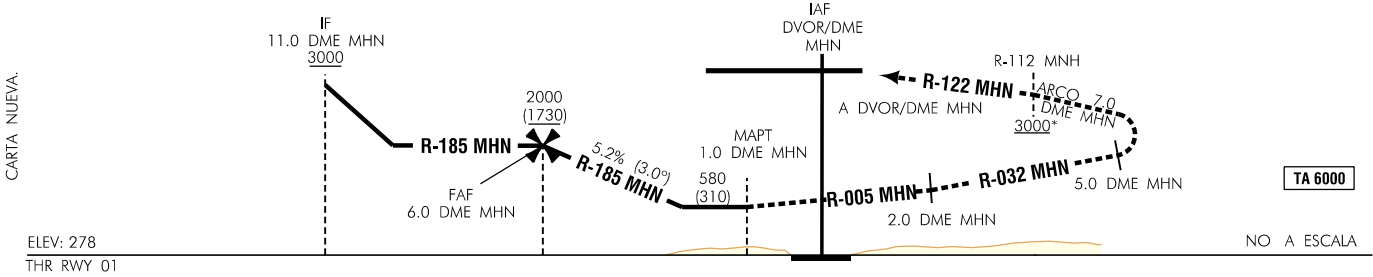 CARTA NUEVA.
IF
11.0 DME MHN
3000
R-185 MHN
2000
(1730)
FAF
6.0 DME MHN
5.2% (3.0°)
R-185 MHN
580
(310)
MAPT
1.0 DME MHN
IAF
DVOR/DME
MHN
R-122 MHN
A DVOR/DME MHN
R-112 MNH
ARCO 7.0
DME MHN
3000*
R-005 MHN
2.0 DME MHN
R-032 MHN
5.0 DME MHN
TA 6000
ELEV: 278
THR RWY 01
NO A ESCALA